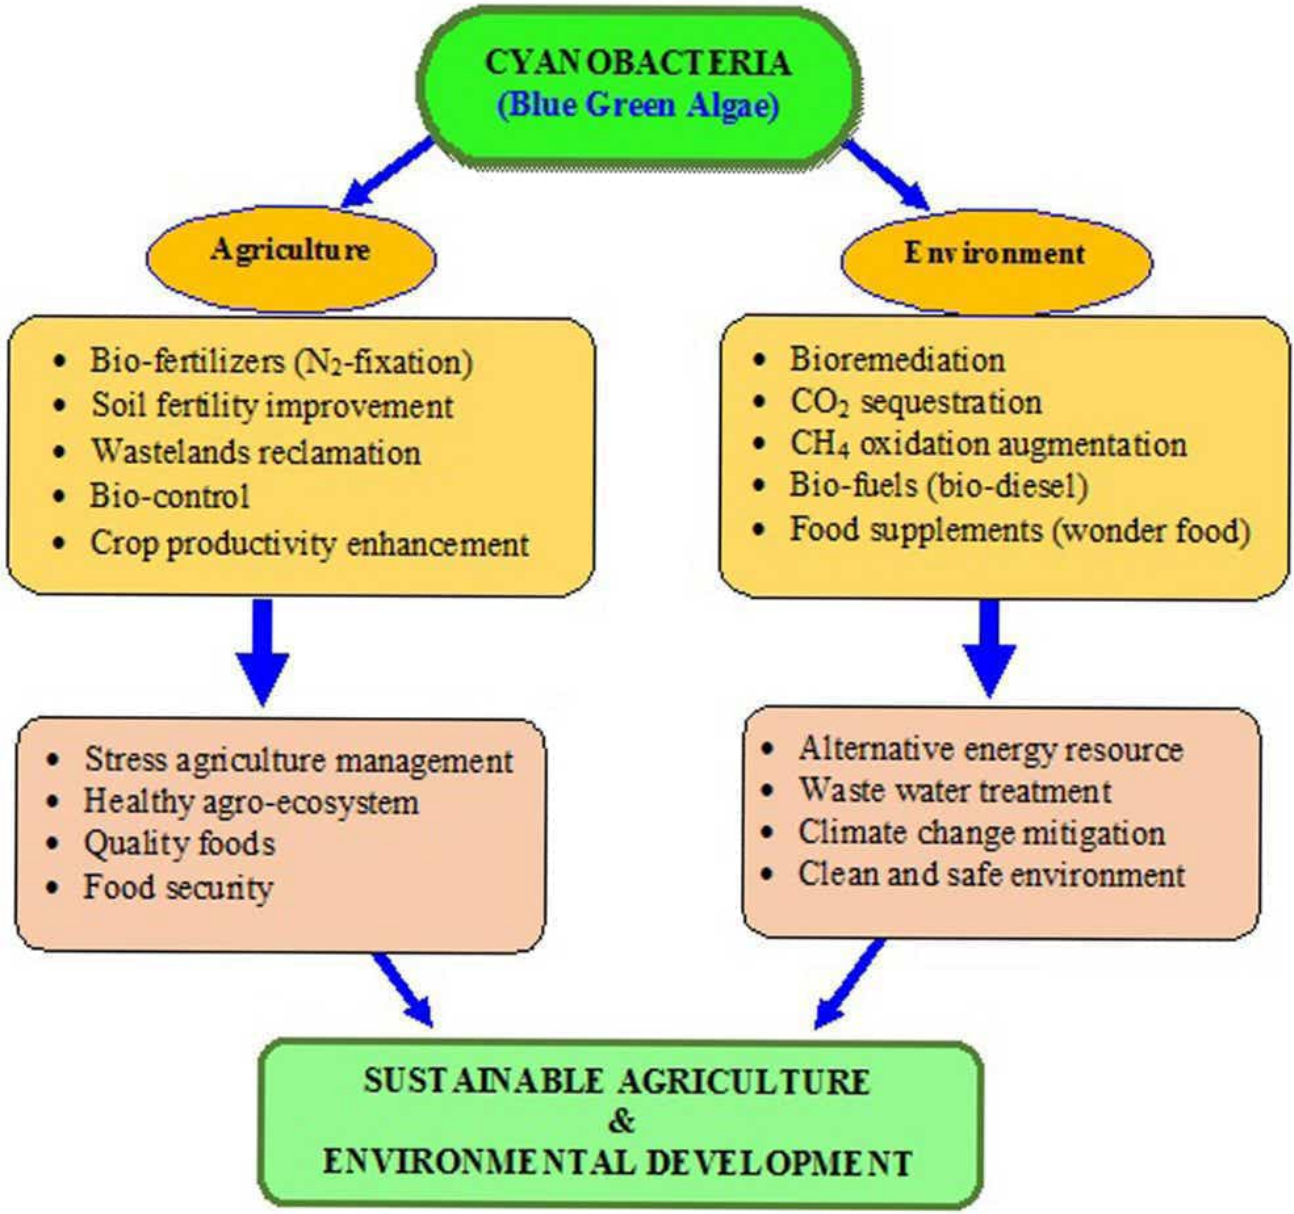 CYANOBACTERIA
(Blue Green Algae)
Agriculture
• Bio-fertilizers (N₂-fixation)
• Soil fertility improvement
• Wastelands reclamation
• Bio-control
• Crop productivity enhancement
• Stress agriculture management
• Healthy agro-ecosystem
• Quality foods
• Food security
Environment
• Bioremediation
• CO₂ sequestration
• CH₄ oxidation augmentation
• Bio-fuels (bio-diesel)
• Food supplements (wonder food)
• Alternative energy resource
• Waste water treatment
• Climate change mitigation
• Clean and safe environment
SUSTAINABLE AGRICULTURE
&
ENVIRONMENTAL DEVELOPMENT